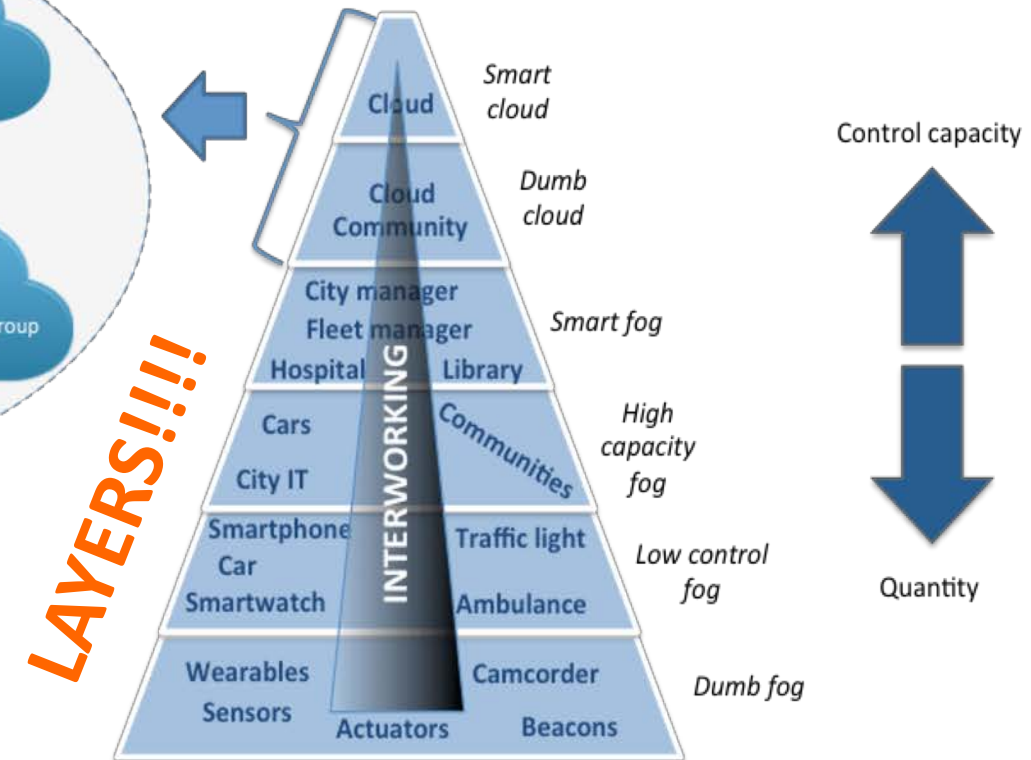 Cloud
Smart
cloud
Cloud
Community
Dumb
cloud
Control capacity
City manager
Fleet manager
Hospital
Library
Smart fog
roup
LAYERS!!!!
INTERWORKING
Cars
City IT
Communities
High
capacity
fog
Smartphone
Car
Smartwatch
Traffic light
Ambulance
Low control
fog
Quantity
Wearables
Sensors
Actuators
Camcorder
Beacons
Dumb fog